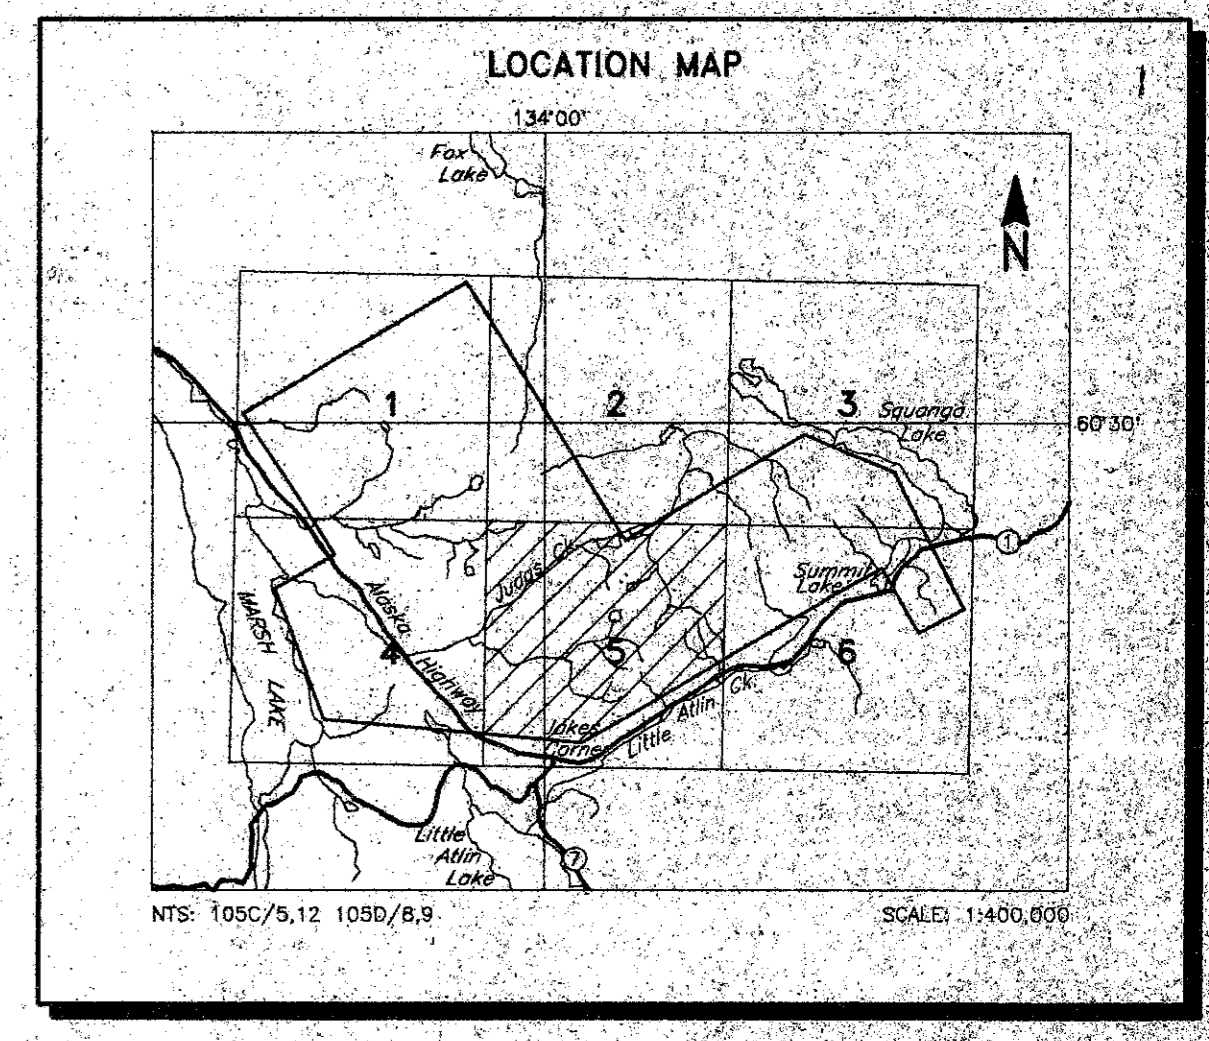 LOCATION MAP
1
134°00'
Fox
Lake
N
1
2
3
Squanga
Lake
60°30'
Judas Ck.
1
Summit
Lake
MARSH
LAKE
Alaska
Highway
4
5
6
Jakes
Corner
Little Atlin Ck.
Little
Atlin
Lake
7
NTS: 105C/5,12 105D/8,9
SCALE: 1:400,000